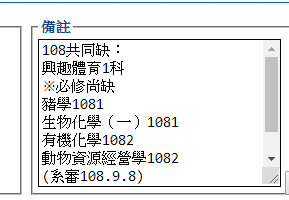 備註
108共同缺：
興趣體育1科
※必修尚缺
豬學1081
生物化學（一）1081
有機化學1082
動物資源經營學1082
(系審108.9.8)